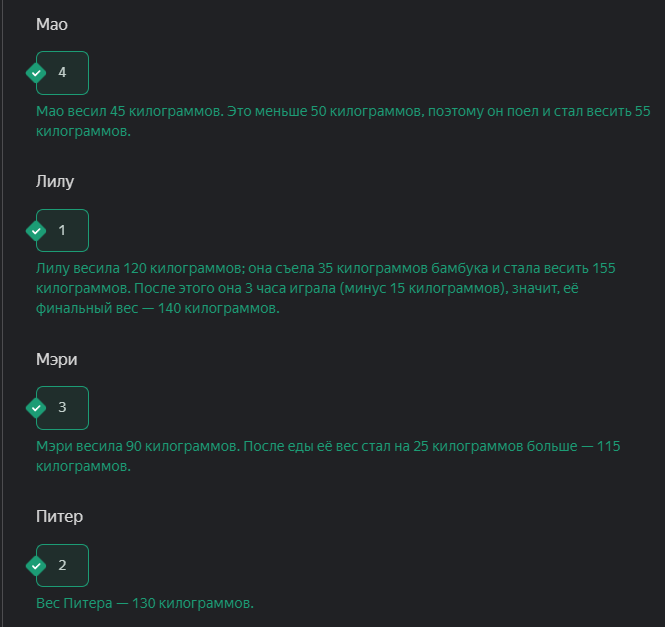 Мао
4
Мао весил 45 килограммов. Это меньше 50 килограммов, поэтому он поел и стал весить 55
килограммов.
Лилу
1
Лилу весила 120 килограммов; она съела 35 килограммов бамбука и стала весить 155
килограммов. После этого она 3 часа играла (минус 15 килограммов), значит, её
финальный вес — 140 килограммов.
Мэри
3
Мэри весила 90 килограммов. После еды её вес стал на 25 килограммов больше — 115
килограммов.
Питер
2
Вес Питера — 130 килограммов.